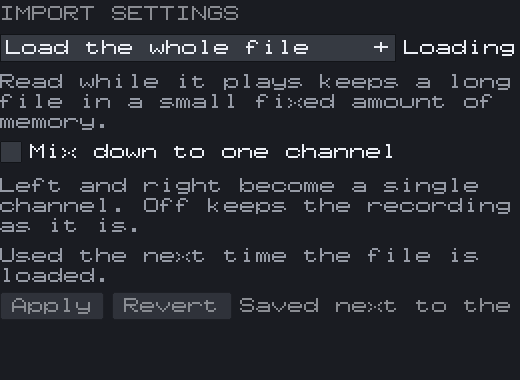 IMPORT SETTINGS
Load the whole file + Loading
Read while it plays keeps a long
file in a small fixed amount of
memory.
Mix down to one channel
Left and right become a single
channel. Off keeps the recording
as it is.
Used the next time the file is
loaded.
Apply Revert Saved next to the